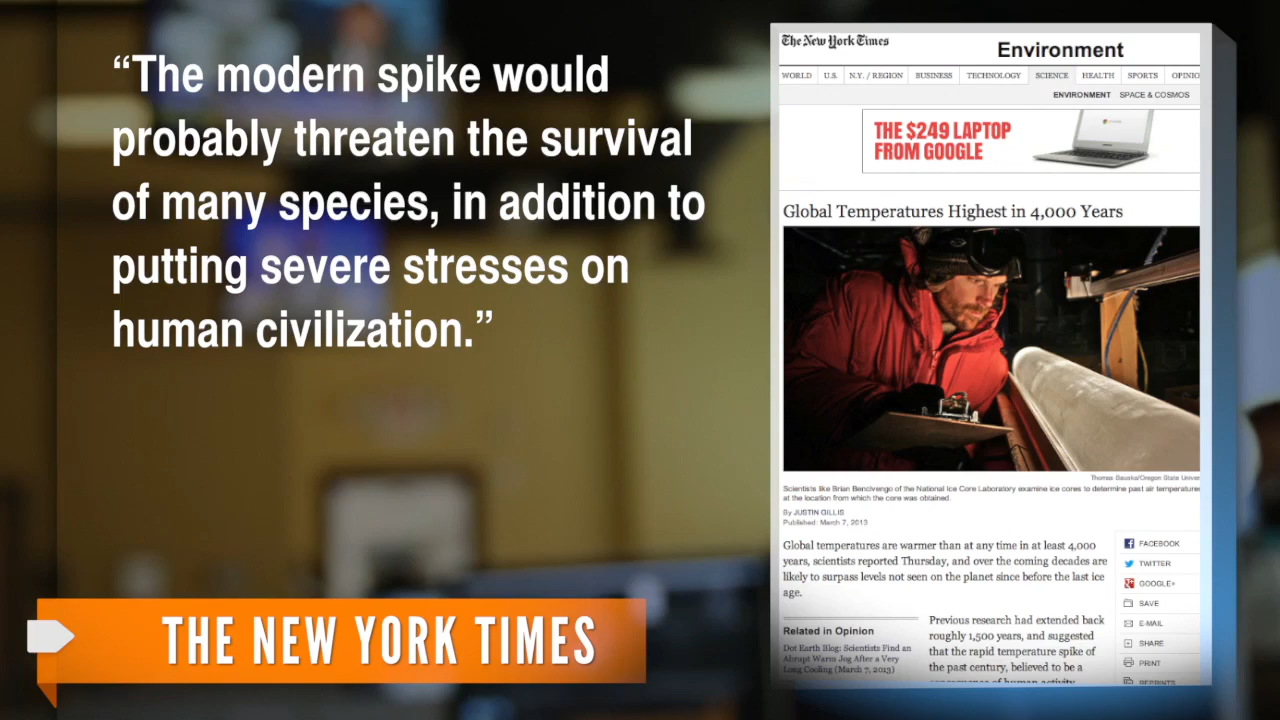 “The modern spike would
probably threaten the survival
of many species, in addition to
putting severe stresses on
human civilization.”
THE NEW YORK TIMES
The New York Times
Environment
WORLD U.S. N.Y. / REGION BUSINESS TECHNOLOGY SCIENCE HEALTH SPORTS OPINIO
ENVIRONMENT SPACE & COSMOS
THE $249 LAPTOP
FROM GOOGLE
Global Temperatures Highest in 4,000 Years
Scientists like Brian Bencivengo of the National Ice Core Laboratory examine ice cores to determine past air temperature
at the location from which the core was obtained.
By JUSTIN GILLIS
Published: March 7, 2013
Global temperatures are warmer than at any time in at least 4,000
years, scientists reported Thursday, and over the coming decades are
likely to surpass levels not seen on the planet since before the last ice
age.
Related in Opinion
Dot Earth Blog: Scientists Find an
Abrupt Warm Jog After a Very
Long Cooling (March 7, 2013)
Previous research had extended back
roughly 1,500 years, and suggested
that the rapid temperature spike of
the past century, believed to be a
FACEBOOK
TWITTER
GOOGLE+
SAVE
E-MAIL
SHARE
PRINT